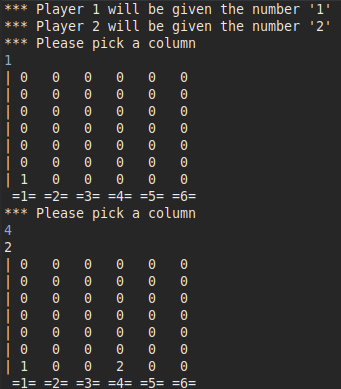 *** Player 1 will be given the number '1'
*** Player 2 will be given the number '2'
*** Please pick a column
1
| 0 0 0 0 0 0
| 0 0 0 0 0 0
| 0 0 0 0 0 0
| 0 0 0 0 0 0
| 0 0 0 0 0 0
| 0 0 0 0 0 0
| 1 0 0 0 0 0
=1= =2= =3= =4= =5= =6=
*** Please pick a column
4
2
| 0 0 0 0 0 0
| 0 0 0 0 0 0
| 0 0 0 0 0 0
| 0 0 0 0 0 0
| 0 0 0 0 0 0
| 0 0 0 0 0 0
| 1 0 0 2 0 0
=1= =2= =3= =4= =5= =6=